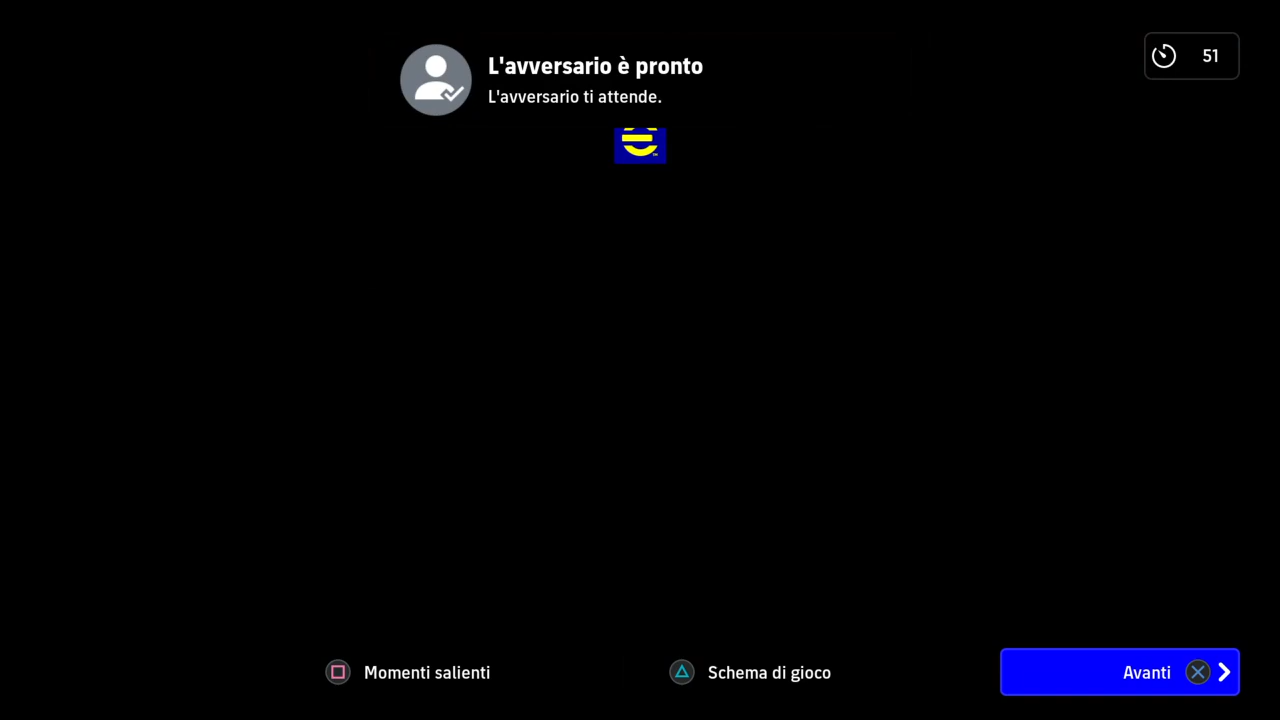 L'avversario è pronto
L'avversario ti attende.
51
Momenti salienti
Schema di gioco
Avanti